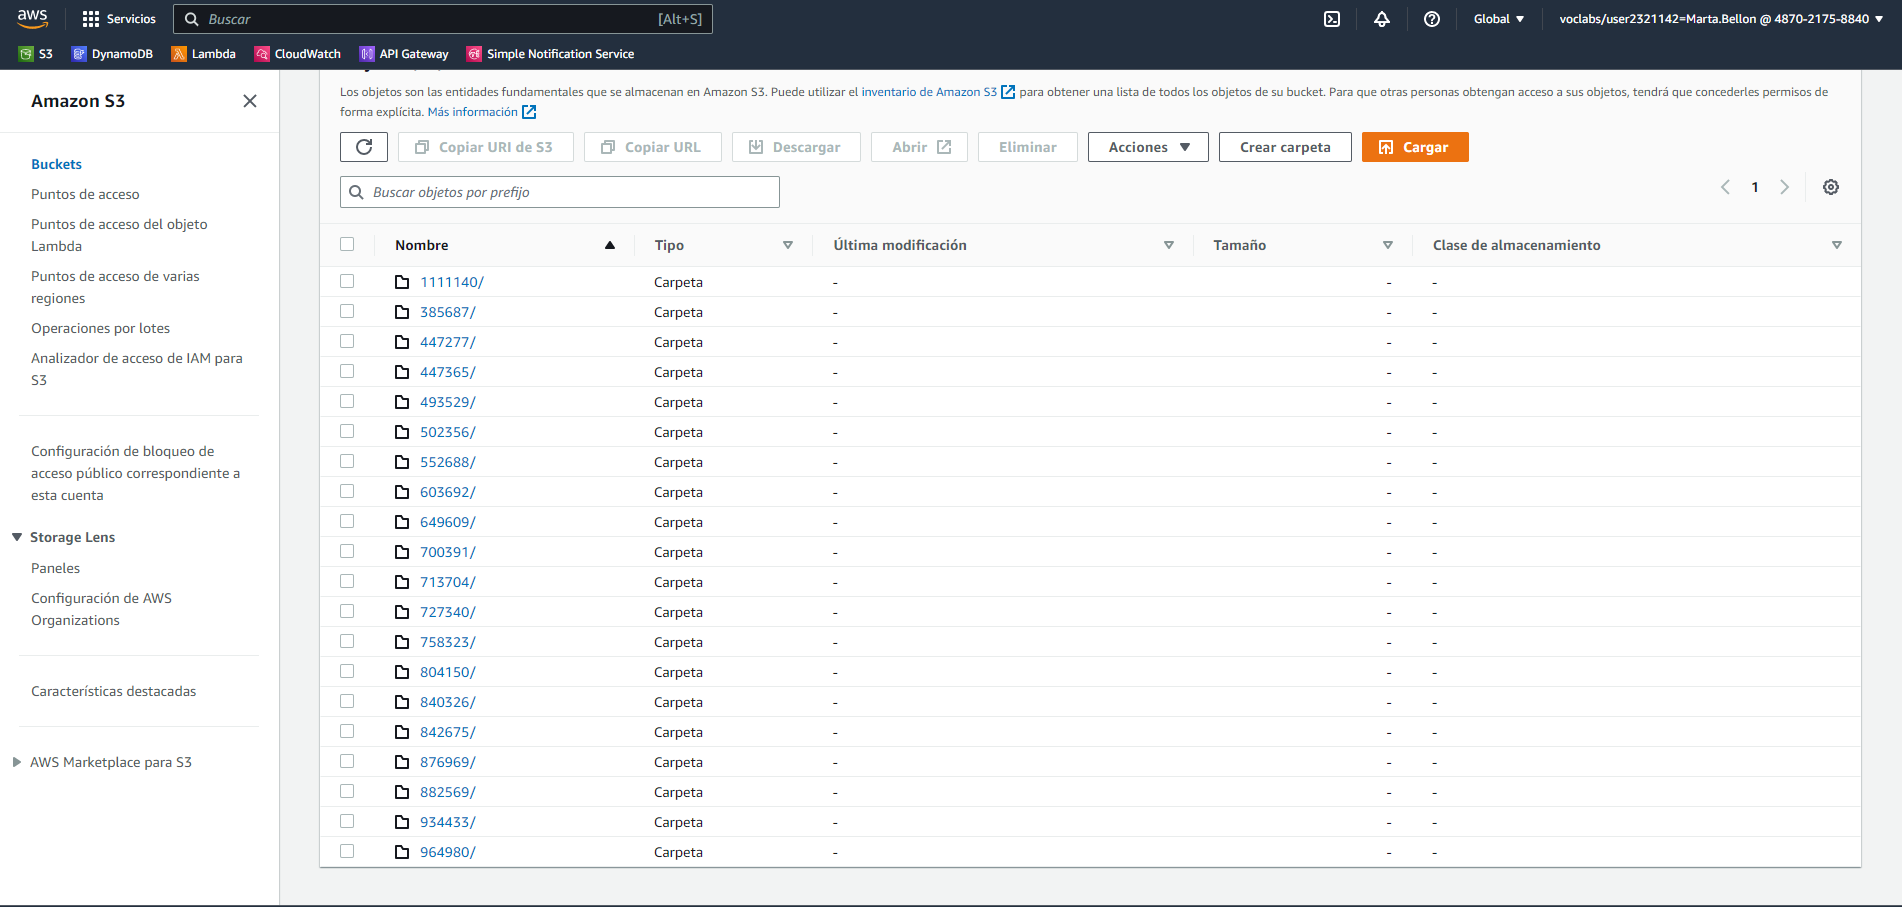 aws
Servicios
Buscar [Alt+S]
Global
voclabs/user2321142=Marta.Bellon @ 4870-2175-8840
S3 DynamoDB Lambda CloudWatch API Gateway Simple Notification Service
Amazon S3
Buckets
Puntos de acceso
Puntos de acceso del objeto
Lambda
Puntos de acceso de varias
regiones
Operaciones por lotes
Analizador de acceso de IAM para
S3
Configuración de bloqueo de
acceso público correspondiente a
esta cuenta
Storage Lens
Paneles
Configuración de AWS
Organizations
Características destacadas
AWS Marketplace para S3
Los objetos son las entidades fundamentales que se almacenan en Amazon S3. Puede utilizar el inventario de Amazon S3 para obtener una lista de todos los objetos de su bucket. Para que otras personas obtengan acceso a sus objetos, tendrá que concederles permisos de
forma explícita. Más información
Copiar URI de S3 Copiar URL Descargar Abrir Eliminar Acciones Crear carpeta Cargar
Buscar objetos por prefijo
1
Nombre Tipo Última modificación Tamaño Clase de almacenamiento
1111140/ Carpeta - - -
385687/ Carpeta - - -
447277/ Carpeta - - -
447365/ Carpeta - - -
493529/ Carpeta - - -
502356/ Carpeta - - -
552688/ Carpeta - - -
603692/ Carpeta - - -
649609/ Carpeta - - -
700391/ Carpeta - - -
713704/ Carpeta - - -
727340/ Carpeta - - -
758323/ Carpeta - - -
804150/ Carpeta - - -
840326/ Carpeta - - -
842675/ Carpeta - - -
876969/ Carpeta - - -
882569/ Carpeta - - -
934433/ Carpeta - - -
964980/ Carpeta - - -